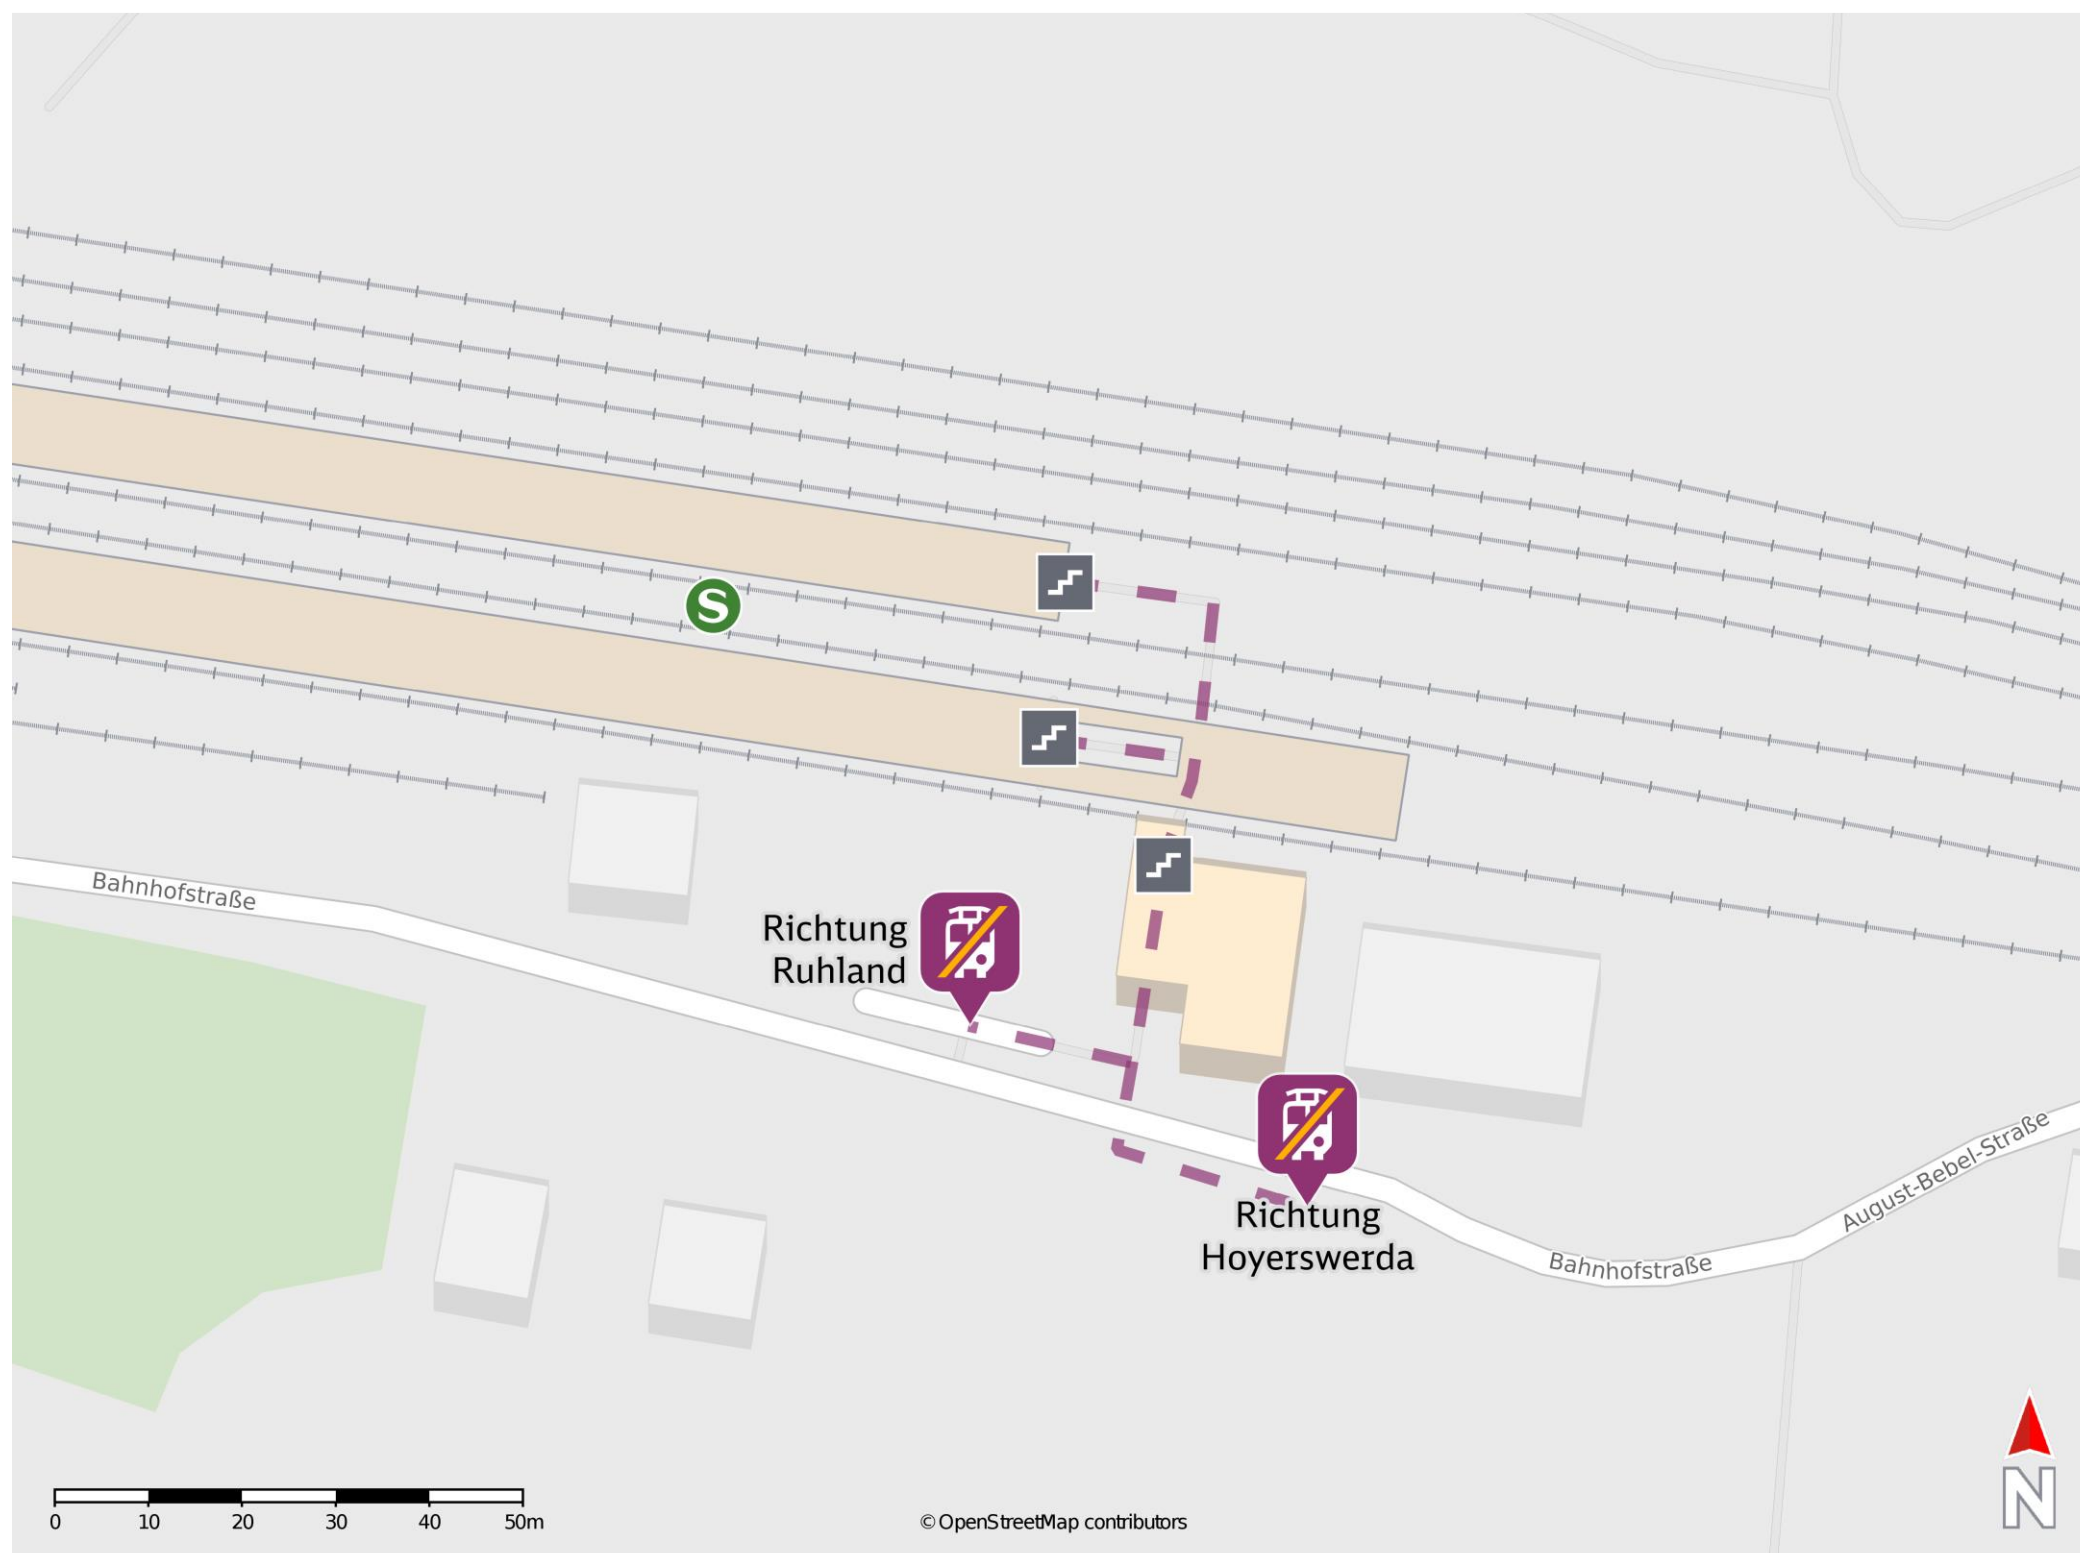 S
Bahnhofstraße
Richtung
Ruhland
Richtung
Hoyerswerda
August-Bebel-Straße
Bahnhofstraße
N
0 10 20 30 40 50m
© OpenStreetMap contributors